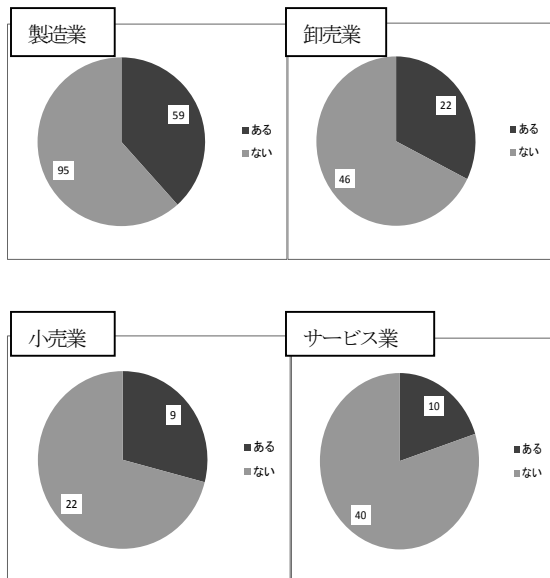 製造業
59
95
■ある
■ない
卸売業
22
46
■ある
■ない
小売業
9
22
■ある
■ない
サービス業
10
40
■ある
■ない